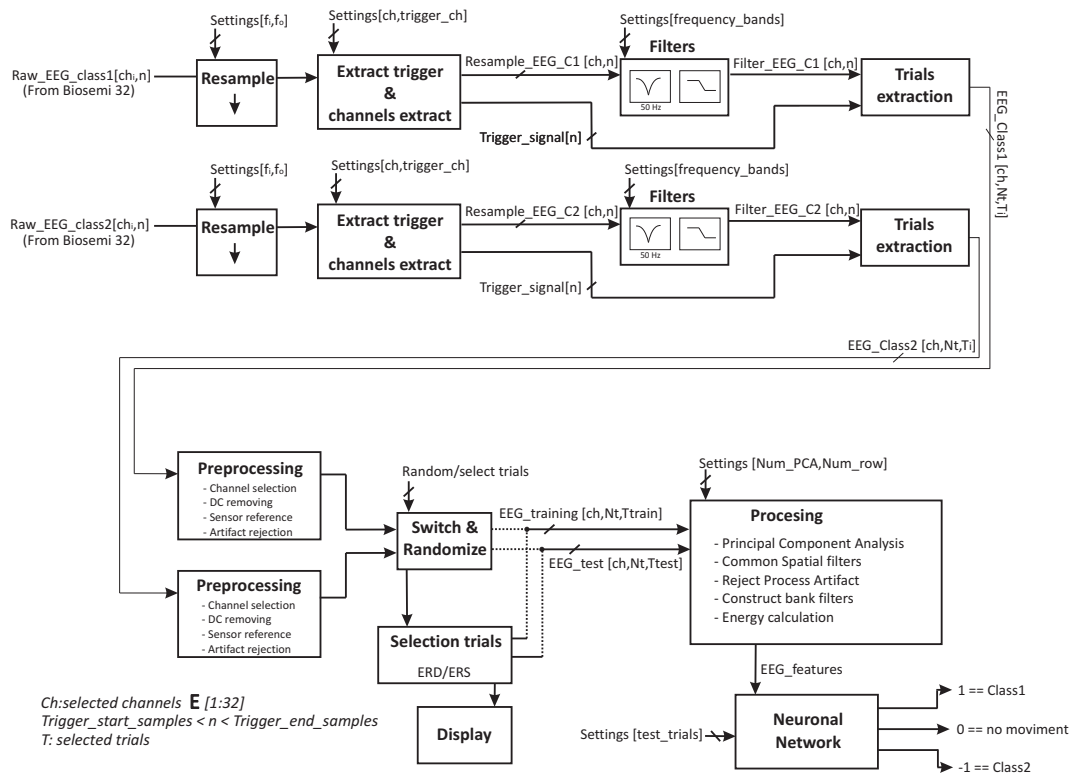 Settings[fᵢ,fₒ]
Settings[ch,trigger_ch]
Settings[frequency_bands]
Raw_EEG_class1[chᵢ,n]
(From Biosemi 32)
Resample
Extract trigger
&
channels extract
Resample_EEG_C1 [ch,n]
Trigger_signal[n]
Filters
50 Hz
Filter_EEG_C1 [ch,n]
Trials
extraction
EEG_Class1 [ch,Nt,Tᵢ]
Settings[fᵢ,fₒ]
Settings[ch,trigger_ch]
Settings[frequency_bands]
Raw_EEG_class2[chᵢ,n]
(From Biosemi 32)
Resample
Extract trigger
&
channels extract
Resample_EEG_C2 [ch,n]
Trigger_signal[n]
Filters
50 Hz
Filter_EEG_C2 [ch,n]
Trials
extraction
EEG_Class2 [ch,Nt,Tᵢ]
Preprocessing
- Channel selection
- DC removing
- Sensor reference
- Artifact rejection
Preprocessing
- Channel selection
- DC removing
- Sensor reference
- Artifact rejection
Random/select trials
Switch &
Randomize
EEG_training [ch,Nt,Ttrain]
EEG_test [ch,Nt,Ttest]
Selection trials
ERD/ERS
Display
Settings [Num_PCA,Num_row]
Procesing
- Principal Component Analysis
- Common Spatial filters
- Reject Process Artifact
- Construct bank filters
- Energy calculation
EEG_features
Settings [test_trials]
Neuronal
Network
1 == Class1
0 == no moviment
-1 == Class2
Ch:selected channels E [1:32]
Trigger_start_samples < n < Trigger_end_samples
T: selected trials